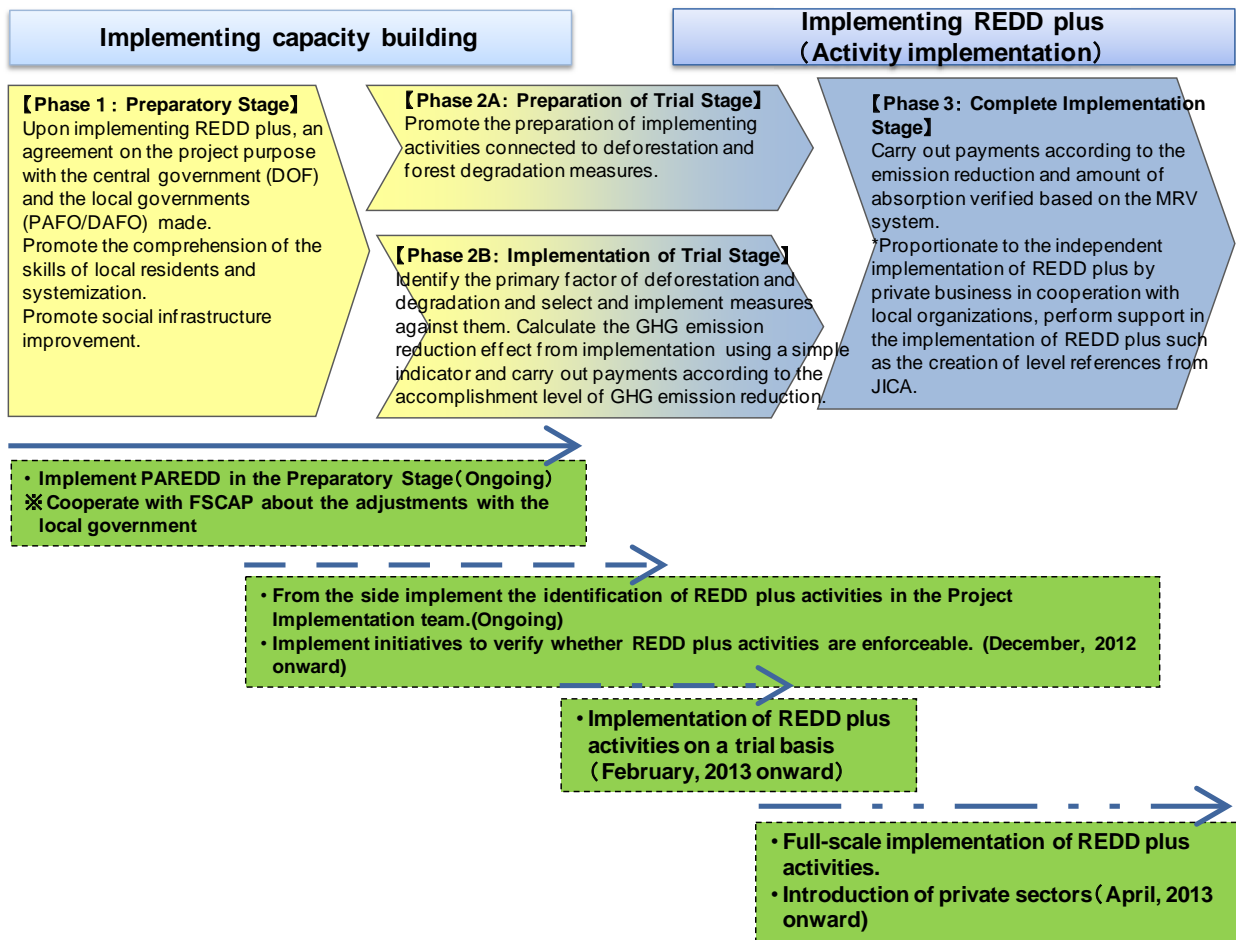 Implementing capacity building
Implementing REDD plus
（Activity implementation）
【Phase 1 : Preparatory Stage】
Upon implementing REDD plus, an
agreement on the project purpose
with the central government (DOF)
and the local governments
(PAFO/DAFO) made.
Promote the comprehension of the
skills of local residents and
systemization.
Promote social infrastructure
improvement.
【Phase 2A: Preparation of Trial Stage】
Promote the preparation of implementing
activities connected to deforestation and
forest degradation measures.
【Phase 2B: Implementation of Trial Stage】
Identify the primary factor of deforestation and
degradation and select and implement measures
against them. Calculate the GHG emission
reduction effect from implementation using a simple
indicator and carry out payments according to the
accomplishment level of GHG emission reduction.
【Phase 3: Complete Implementation
Stage】
Carry out payments according to the
emission reduction and amount of
absorption verified based on the MRV
system.
*Proportionate to the independent
implementation of REDD plus by
private business in cooperation with
local organizations, perform support in
the implementation of REDD plus such
as the creation of level references from
JICA.
• Implement PAREDD in the Preparatory Stage（Ongoing）
※ Cooperate with FSCAP about the adjustments with the
local government
• From the side implement the identification of REDD plus activities in the Project
Implementation team.(Ongoing)
• Implement initiatives to verify whether REDD plus activities are enforceable. (December, 2012
onward)
• Implementation of REDD plus
activities on a trial basis
（February, 2013 onward）
• Full-scale implementation of REDD plus
activities.
• Introduction of private sectors（April, 2013
onward)